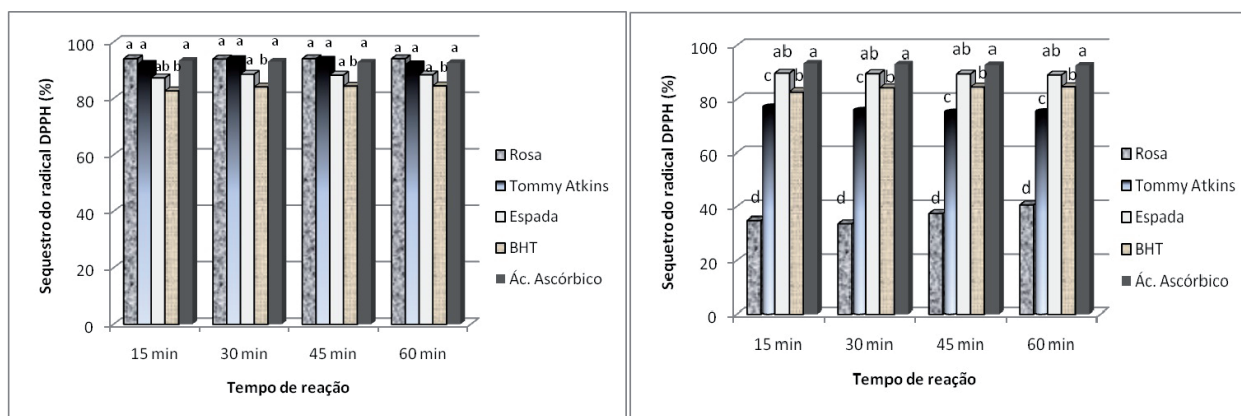 Sequestro do radical DPPH (%)
100
80
60
40
20
0
a a ab b a
a a a b a
a a a b a
a a a b a
15 min 30 min 45 min 60 min
Tempo de reação
Rosa
Tommy Atkins
Espada
BHT
Ác. Ascórbico
Sequetro do radical DPPH (%)
100
80
60
40
20
0
d c ab b a
d c ab b a
d c ab b a
d c ab b a
15 min 30 min 45 min 60 min
Tempo de reação
Rosa
Tommy Atkins
Espada
BHT
Ác. Ascórbico